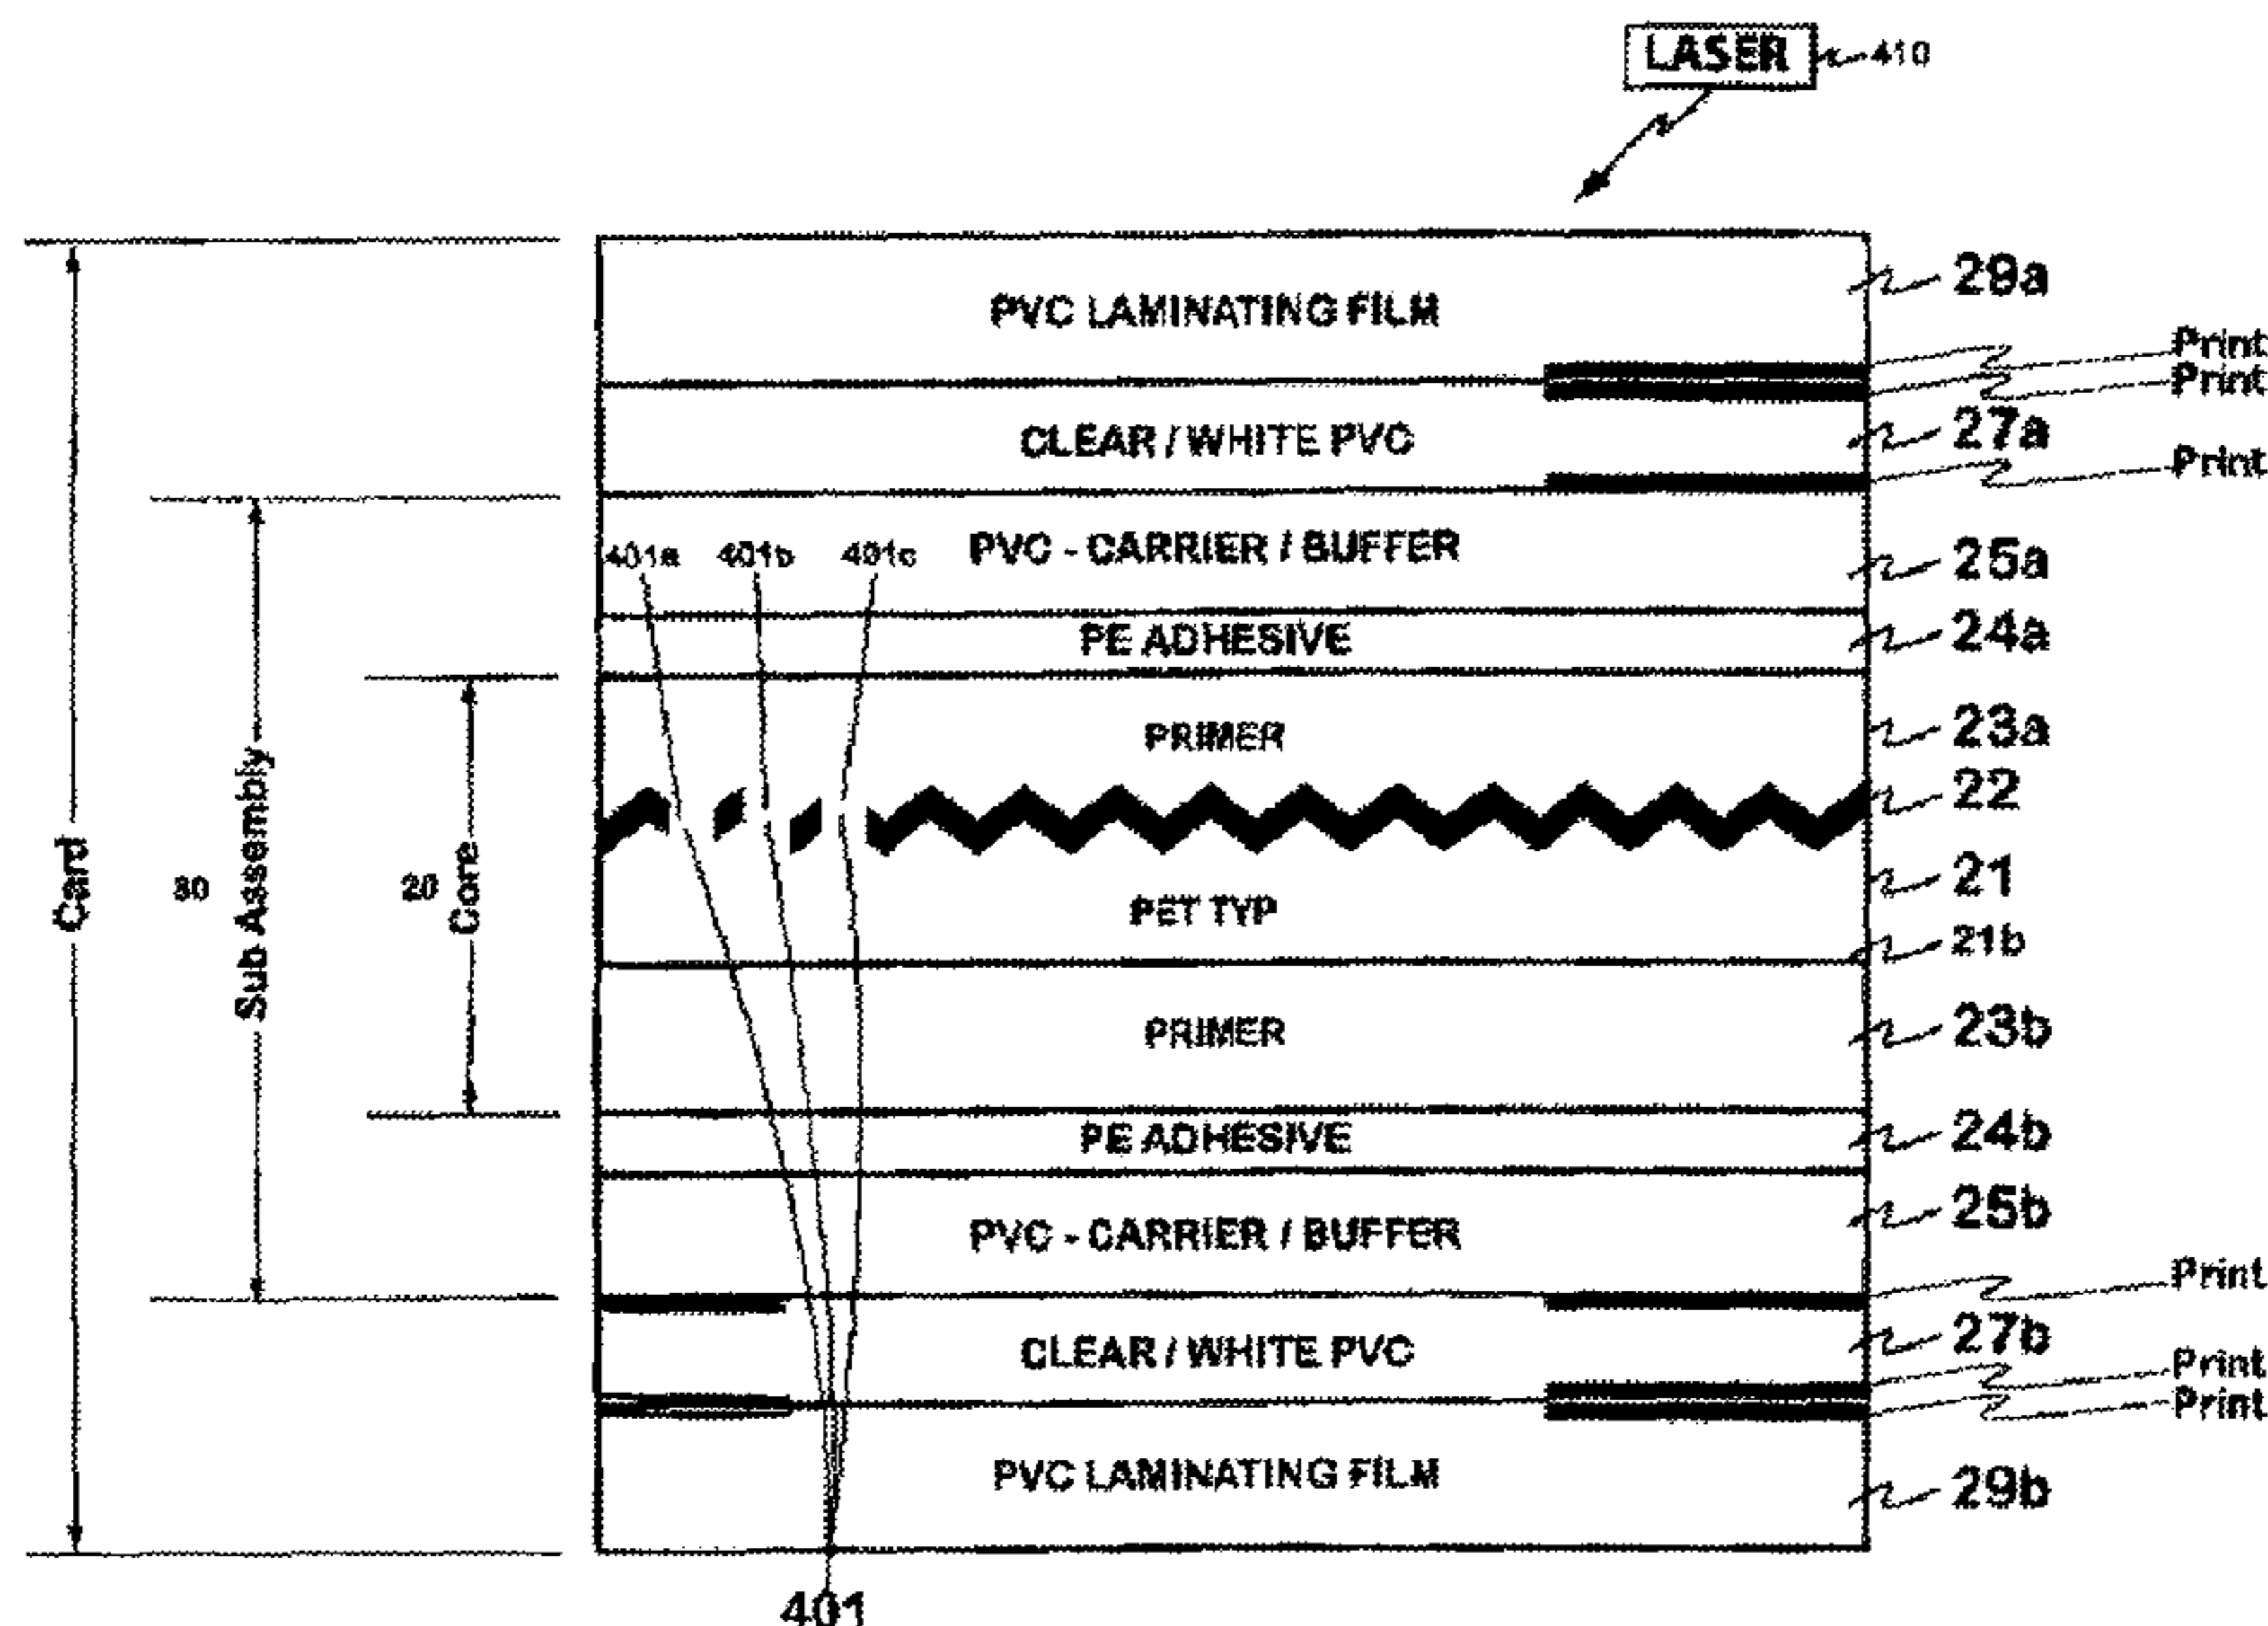 LASER 410
PVC LAMINATING FILM 29a
Print
Print
CLEAR / WHITE PVC 27a
Print
401a 401b 401c PVC - CARRIER / BUFFER 25a
PE ADHESIVE 24a
PRIMER 23a
22
Card
80 Sub Assembly
20 Core
21
PET TYP
21b
PRIMER 23b
PE ADHESIVE 24b
PVC - CARRIER / BUFFER 25b
Print
CLEAR / WHITE PVC 27b
Print
Print
PVC LAMINATING FILM 29b
401